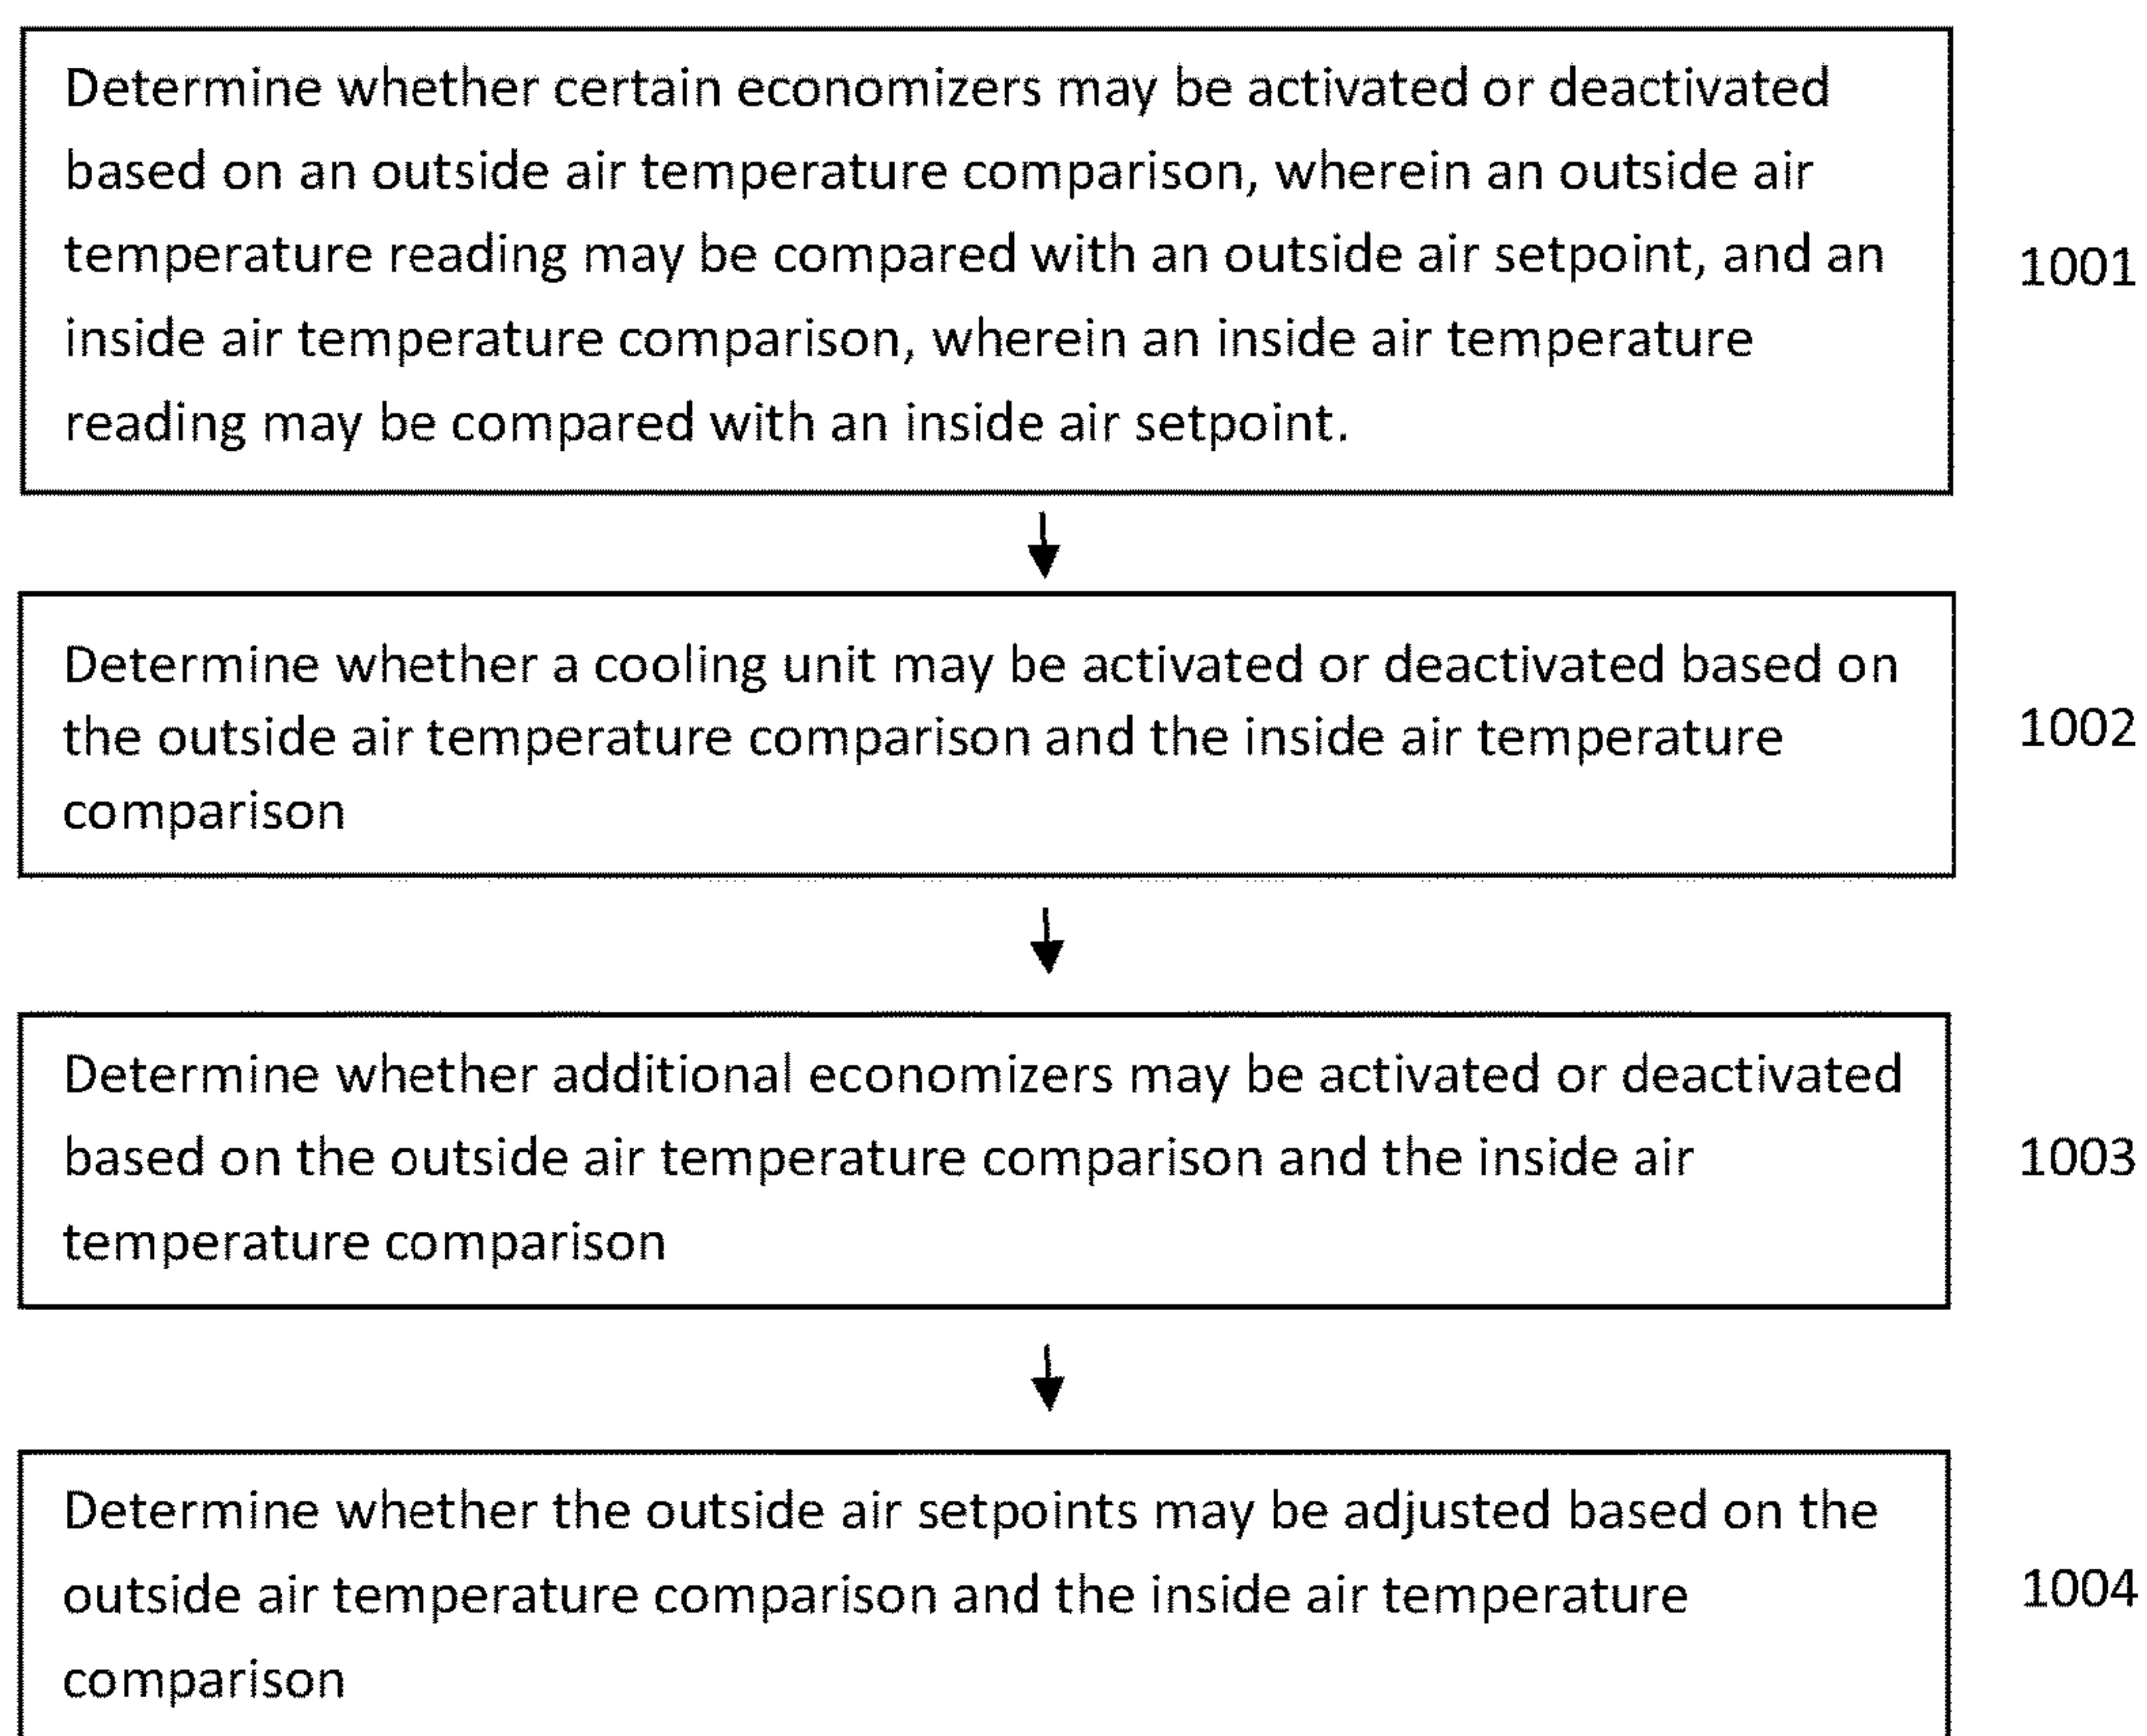 Determine whether certain economizers may be activated or deactivated
based on an outside air temperature comparison, wherein an outside air
temperature reading may be compared with an outside air setpoint, and an
inside air temperature comparison, wherein an inside air temperature
reading may be compared with an inside air setpoint.
1001
Determine whether a cooling unit may be activated or deactivated based on
the outside air temperature comparison and the inside air temperature
comparison
1002
Determine whether additional economizers may be activated or deactivated
based on the outside air temperature comparison and the inside air
temperature comparison
1003
Determine whether the outside air setpoints may be adjusted based on the
outside air temperature comparison and the inside air temperature
comparison
1004